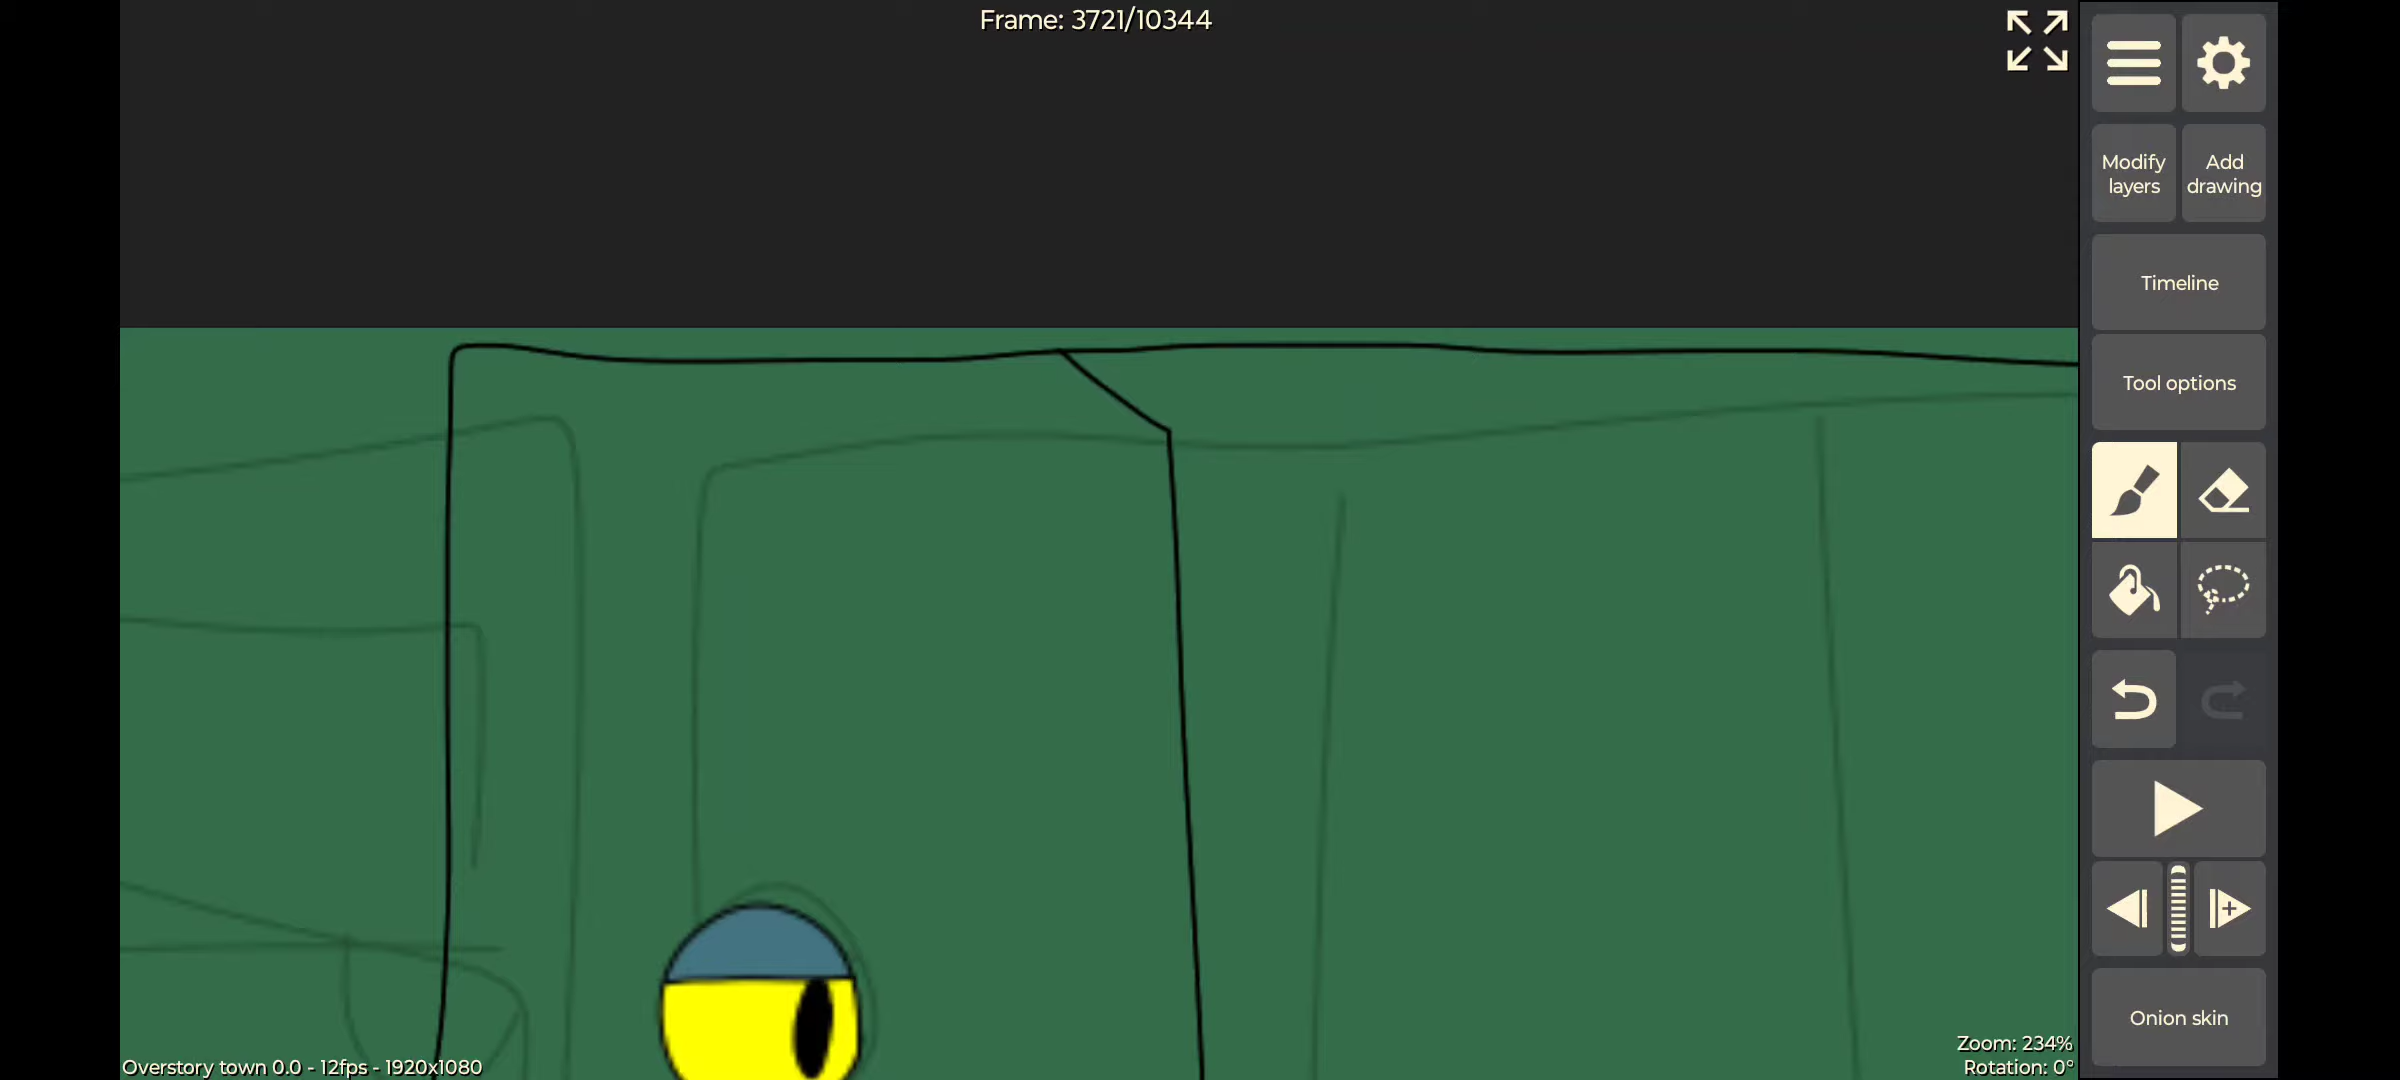 Frame: 3721/10344
Modify
layers
Add
drawing
Timeline
Tool options
Onion skin
Zoom: 234%
Rotation: 0°
Overstory town 0.0 - 12fps - 1920x1080